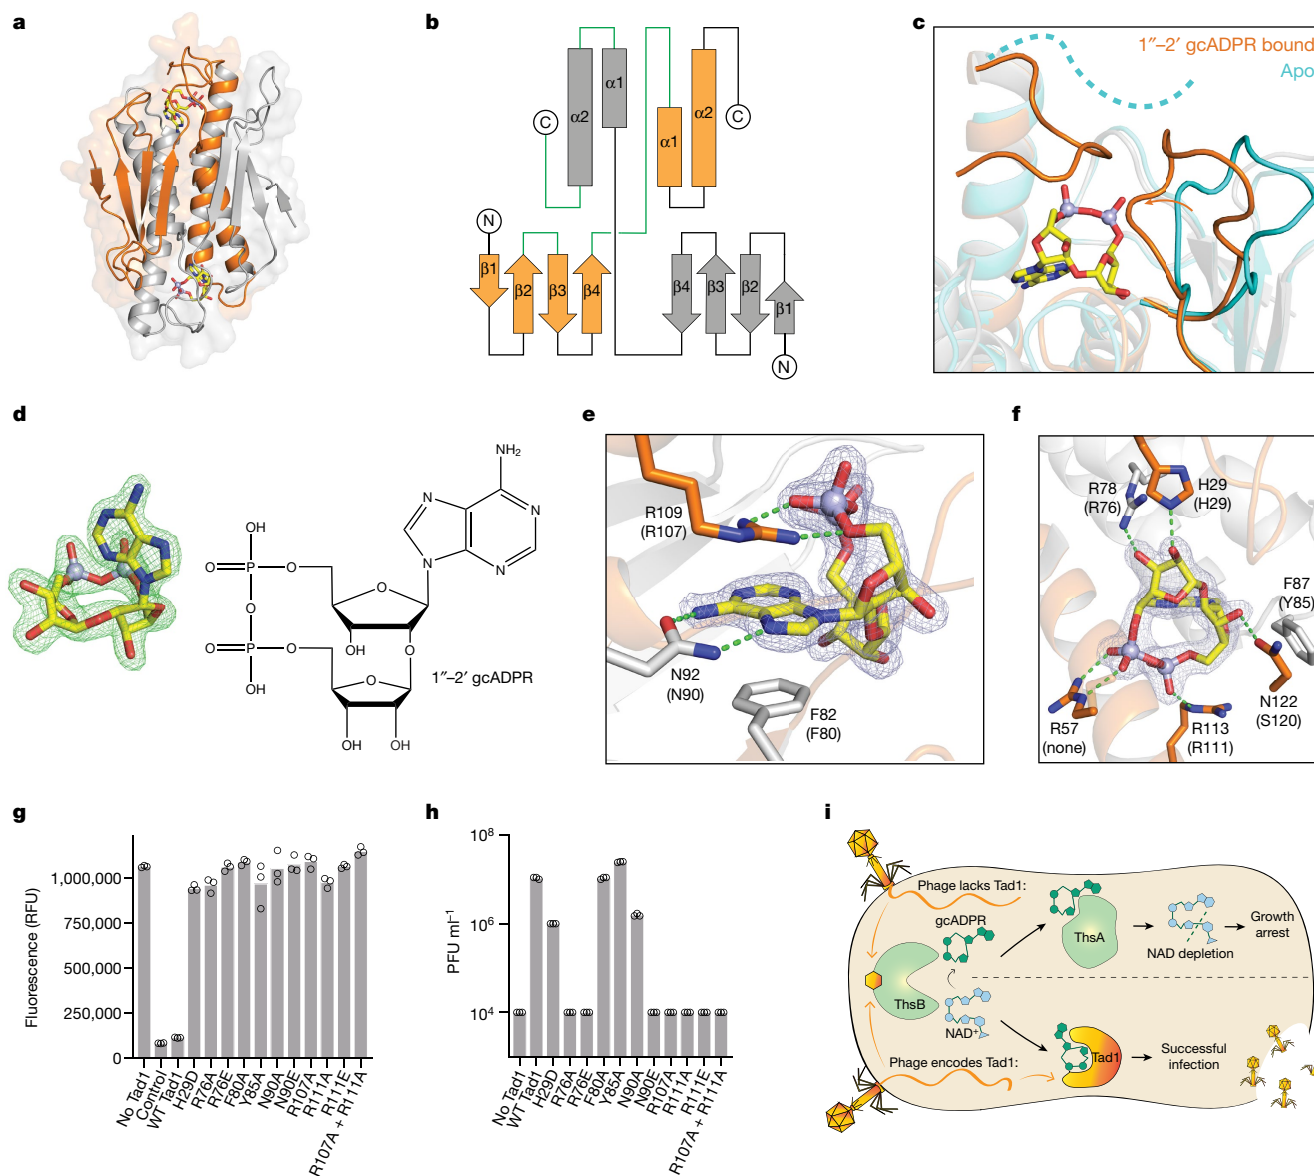 a
b
α2
α1
C
α1
α2
C
N
β1
β2
β3
β4
β4
β3
β2
β1
N
c
1″–2′ gcADPR bound
Apo
d
NH2
N
N
N
N
OH
O
P
O
O
O
O
P
O
OH
OH
O
O
OH
OH
1″–2′ gcADPR
e
R109
(R107)
N92
(N90)
F82
(F80)
f
R78
(R76)
H29
(H29)
F87
(Y85)
R57
(none)
R113
(R111)
N122
(S120)
g
Fluorescence (RFU)
1,000,000
750,000
500,000
250,000
0
No Tad1
Control
WT Tad1
H29D
R76A
R76E
F80A
Y85A
N90A
N90E
R107A
R111A
R111E
R107A + R111A
h
PFU ml−1
10^8
10^6
10^4
No Tad1
WT Tad1
H29D
R76A
R76E
F80A
Y85A
N90A
N90E
R107A
R111A
R111E
R107A + R111A
i
Phage lacks Tad1:
gcADPR
ThsA
NAD depletion
Growth
arrest
ThsB
NAD+
Phage encodes Tad1:
Tad1
Successful
infection